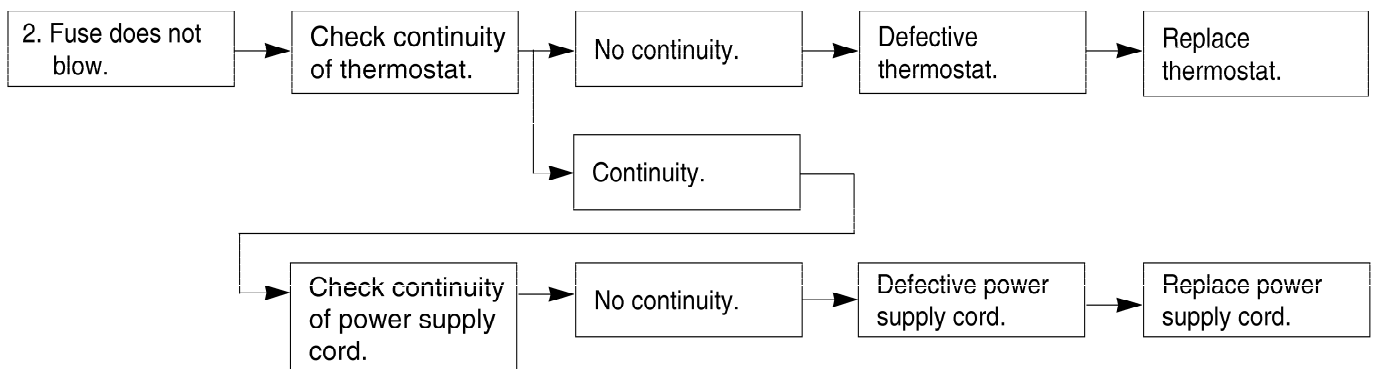 2. Fuse does not
blow.
Check continuity
of thermostat.
No continuity.
Defective
thermostat.
Replace
thermostat.
Continuity.
Check continuity
of power supply
cord.
No continuity.
Defective power
supply cord.
Replace power
supply cord.